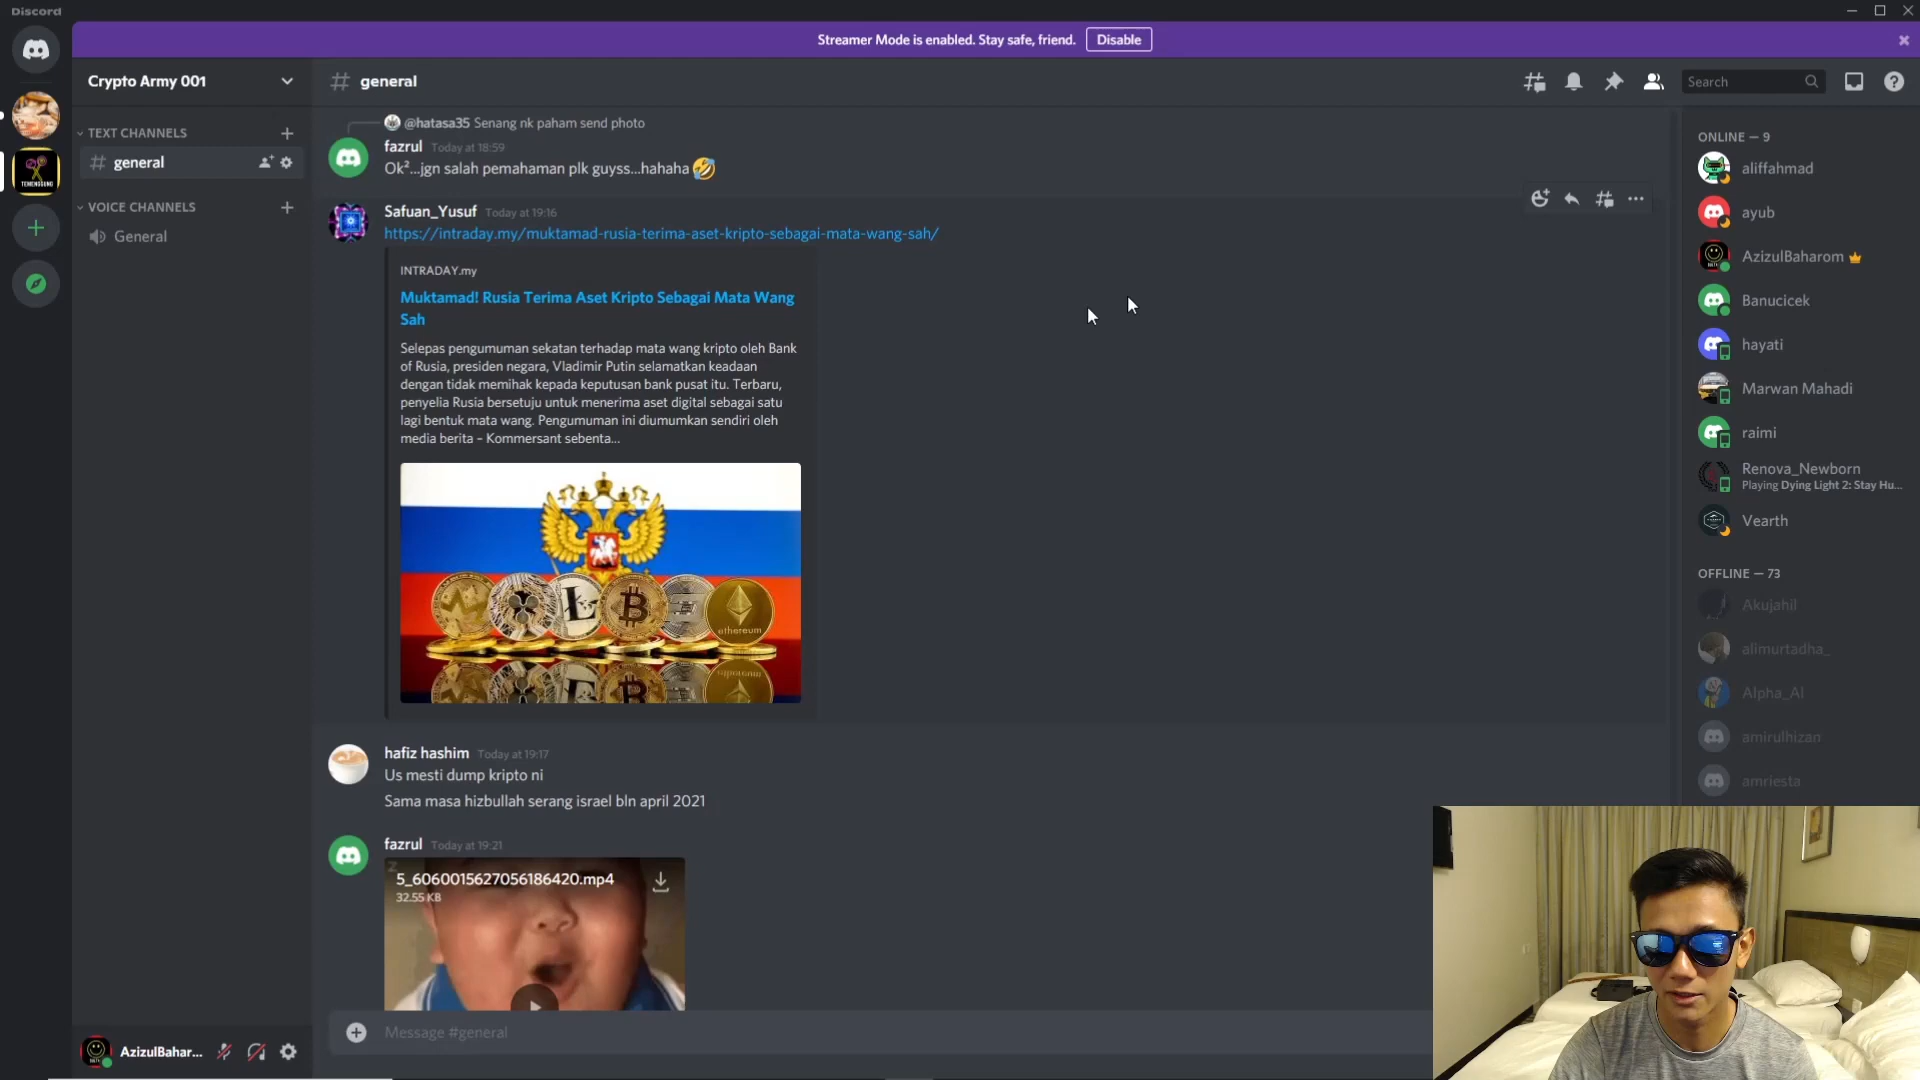 Discord
Streamer Mode is enabled. Stay safe, friend.
Disable
Crypto Army 001
general
Search
TEXT CHANNELS
general
VOICE CHANNELS
General
TEMENGGUNG
@hatasa35 Senang nk paham send photo
fazrul Today at 18:59
Ok²...jgn salah pemahaman plk guyss...hahaha
Safuan_Yusuf Today at 19:16
https://intraday.my/muktamad-rusia-terima-aset-kripto-sebagai-mata-wang-sah/
INTRADAY.my
Muktamad! Rusia Terima Aset Kripto Sebagai Mata Wang
Sah
Selepas pengumuman sekatan terhadap mata wang kripto oleh Bank
of Rusia, presiden negara, Vladimir Putin selamatkan keadaan
dengan tidak memihak kepada keputusan bank pusat itu. Terbaru,
penyelia Rusia bersetuju untuk menerima aset digital sebagai satu
lagi bentuk mata wang. Pengumuman ini diumumkan sendiri oleh
media berita – Kommersant sebenta...
ethereum
hafiz hashim Today at 19:17
Us mesti dump kripto ni
Sama masa hizbullah serang israel bln april 2021
fazrul Today at 19:21
5_6060015627056186420.mp4
32.55 KB
Message #general
AzizulBahar...
ONLINE — 9
aliffahmad
ayub
AzizulBaharom
Banucicek
hayati
Marwan Mahadi
raimi
Renova_Newborn
Playing Dying Light 2: Stay Hu...
Vearth
OFFLINE — 73
Akujahil
alimurtadha_
Alpha_Al
amirulhizan
amriesta